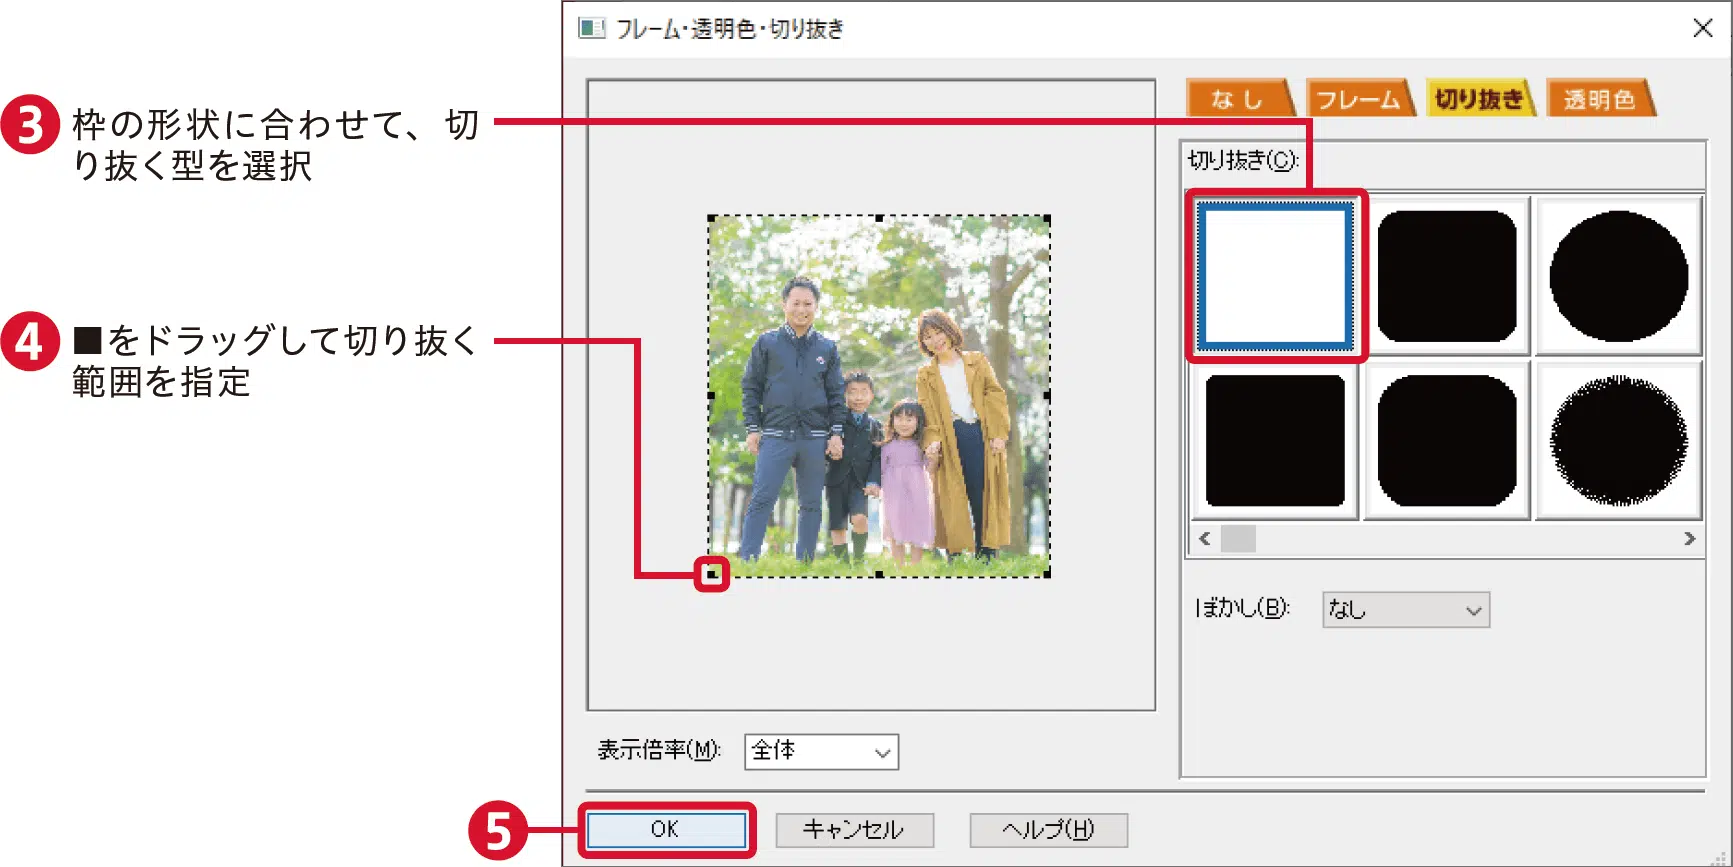 フレーム・透明色・切り抜き
なし
フレーム
切り抜き
透明色
3 枠の形状に合わせて、切
り抜く型を選択
切り抜き(C):
4 ■をドラッグして切り抜く
範囲を指定
ぼかし(B):
なし
表示倍率(M):
全体
5
OK
キャンセル
ヘルプ(H)